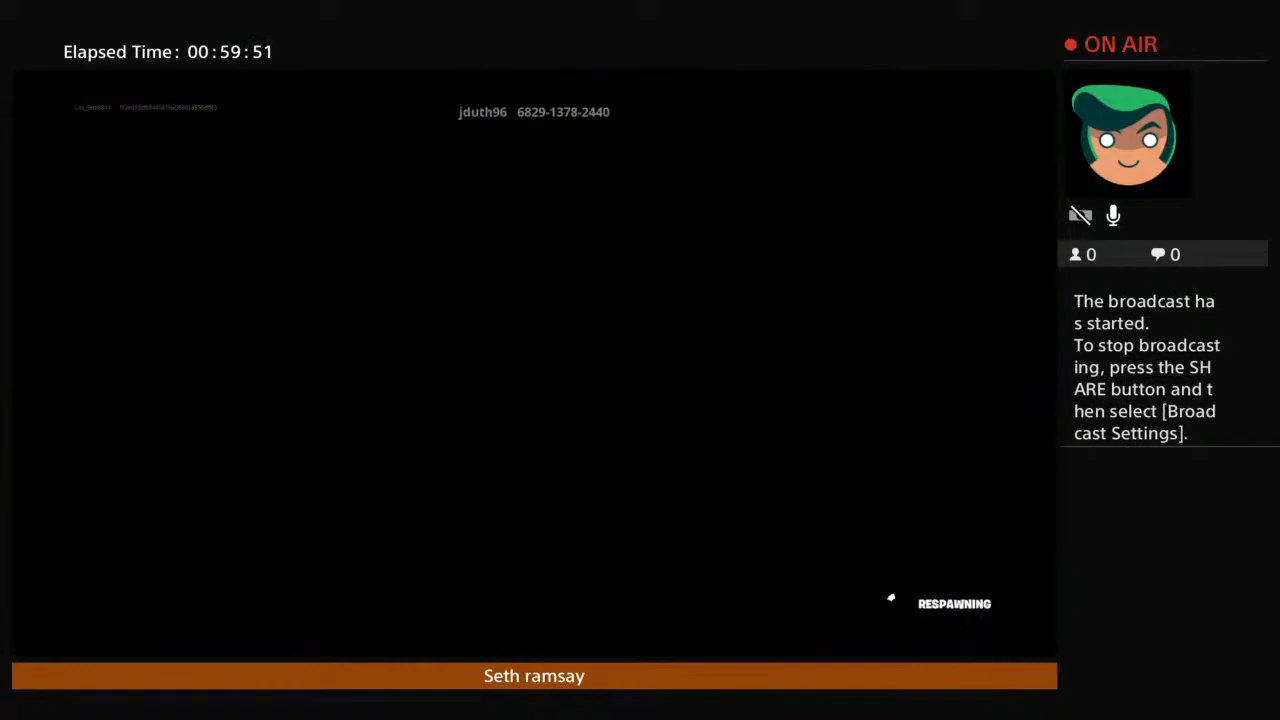 Elapsed Time: 00:59:51
ON AIR
jduth96 6829-1378-2440
0 0
The broadcast ha
s started.
To stop broadcast
ing, press the SH
ARE button and t
hen select [Broad
cast Settings].
RESPAWNING
Seth ramsay